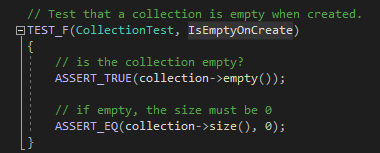 // Test that a collection is empty when created.
TEST_F(CollectionTest, IsEmptyOnCreate)
{
// is the collection empty?
ASSERT_TRUE(collection->empty());
// if empty, the size must be 0
ASSERT_EQ(collection->size(), 0);
}